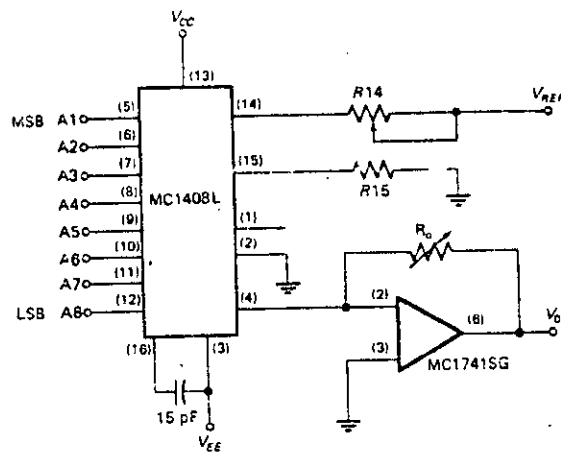 V_CC
(13)
MSB A1 (5)
A2 (6)
A3 (7)
A4 (8)
A5 (9)
A6 (10)
A7 (11)
LSB A8 (12)
MC1408L
(14) R14 V_REF
(15) R15
(1)
(2)
(4)
R_o
(2)
(3)
(6)
V_O
MC1741SG
(16)
(3)
15 pF
V_EE